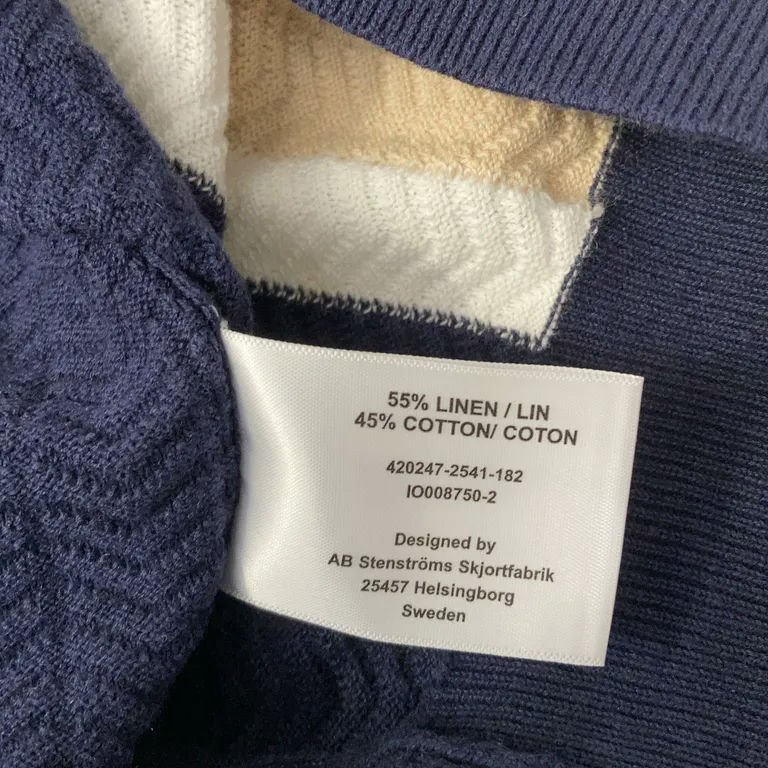 55% LINEN / LIN
45% COTTON/ COTON
420247-2541-182
IO008750-2
Designed by
AB Stenströms Skjortfabrik
25457 Helsingborg
Sweden